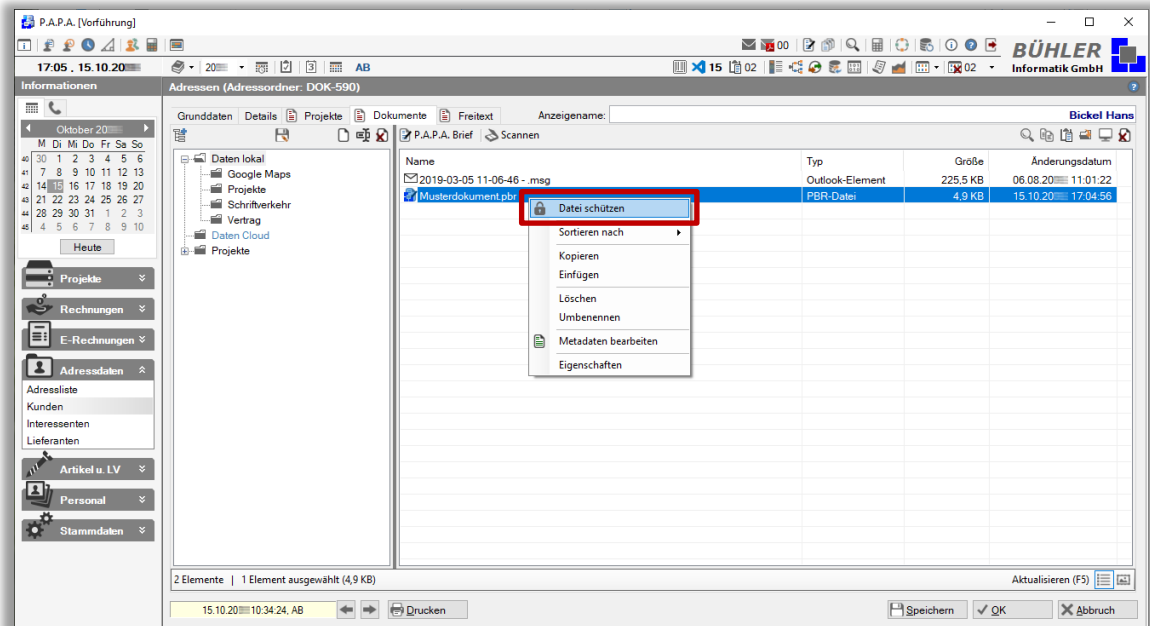 P.A.P.A. [Vorführung]
00
17:05 , 15.10.20
20
3
AB
15
02
02
BÜHLER
Informatik GmbH
Informationen
Adressen (Adressordner: DOK-590)
Grunddaten Details Projekte Dokumente Freitext Anzeigename: Bickel Hans
Oktober 20
M Di Mi Do Fr Sa So
40 30 1 2 3 4 5 6
41 7 8 9 10 11 12 13
42 14 15 16 17 18 19 20
43 21 22 23 24 25 26 27
44 28 29 30 31 1 2 3
45 4 5 6 7 8 9 10
Heute
Projekte
Rechnungen
E-Rechnungen
Adressdaten
Adressliste
Kunden
Interessenten
Lieferanten
Artikel u. LV
Personal
Stammdaten
Daten lokal
Google Maps
Projekte
Schriftverkehr
Vertrag
Daten Cloud
Projekte
P.A.P.A. Brief Scannen
Name Typ Größe Änderungsdatum
2019-03-05 11-06-46 - .msg Outlook-Element 225,5 KB 06.08.20 11:01:22
Musterdokument.pbr PBR-Datei 4,9 KB 15.10.20 17:04:56
Datei schützen
Sortieren nach
Kopieren
Einfügen
Löschen
Umbenennen
Metadaten bearbeiten
Eigenschaften
2 Elemente | 1 Element ausgewählt (4,9 KB) Aktualisieren (F5)
15.10.20 10:34:24, AB Drucken Speichern OK Abbruch